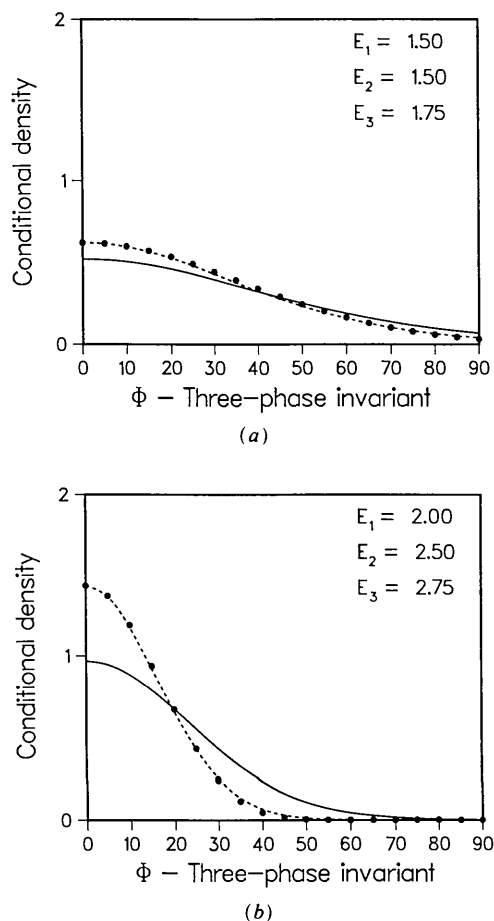 2
1
0
Conditional density
E₁ = 1.50
E₂ = 1.50
E₃ = 1.75
0 10 20 30 40 50 60 70 80 90
Φ – Three–phase invariant
(a)
2
1
0
Conditional density
E₁ = 2.00
E₂ = 2.50
E₃ = 2.75
0 10 20 30 40 50 60 70 80 90
Φ – Three–phase invariant
(b)